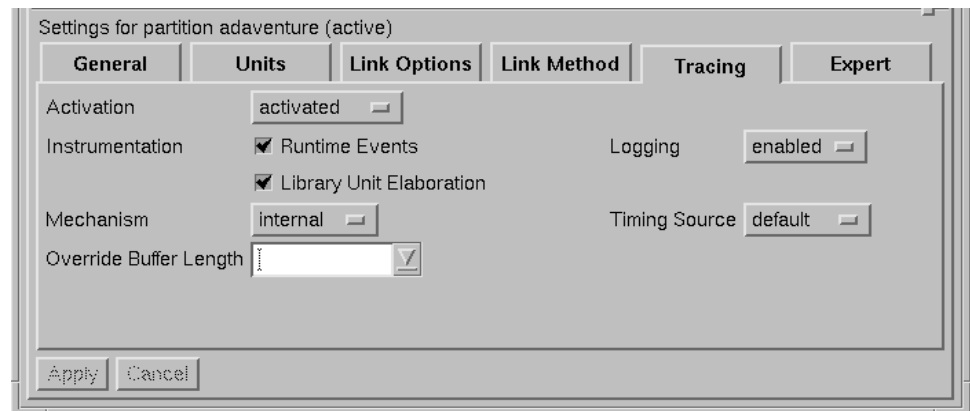 Settings for partition adaventure (active)
General Units Link Options Link Method Tracing Expert
Activation activated
Instrumentation Runtime Events Logging enabled
Library Unit Elaboration
Mechanism internal Timing Source default
Override Buffer Length
Apply Cancel